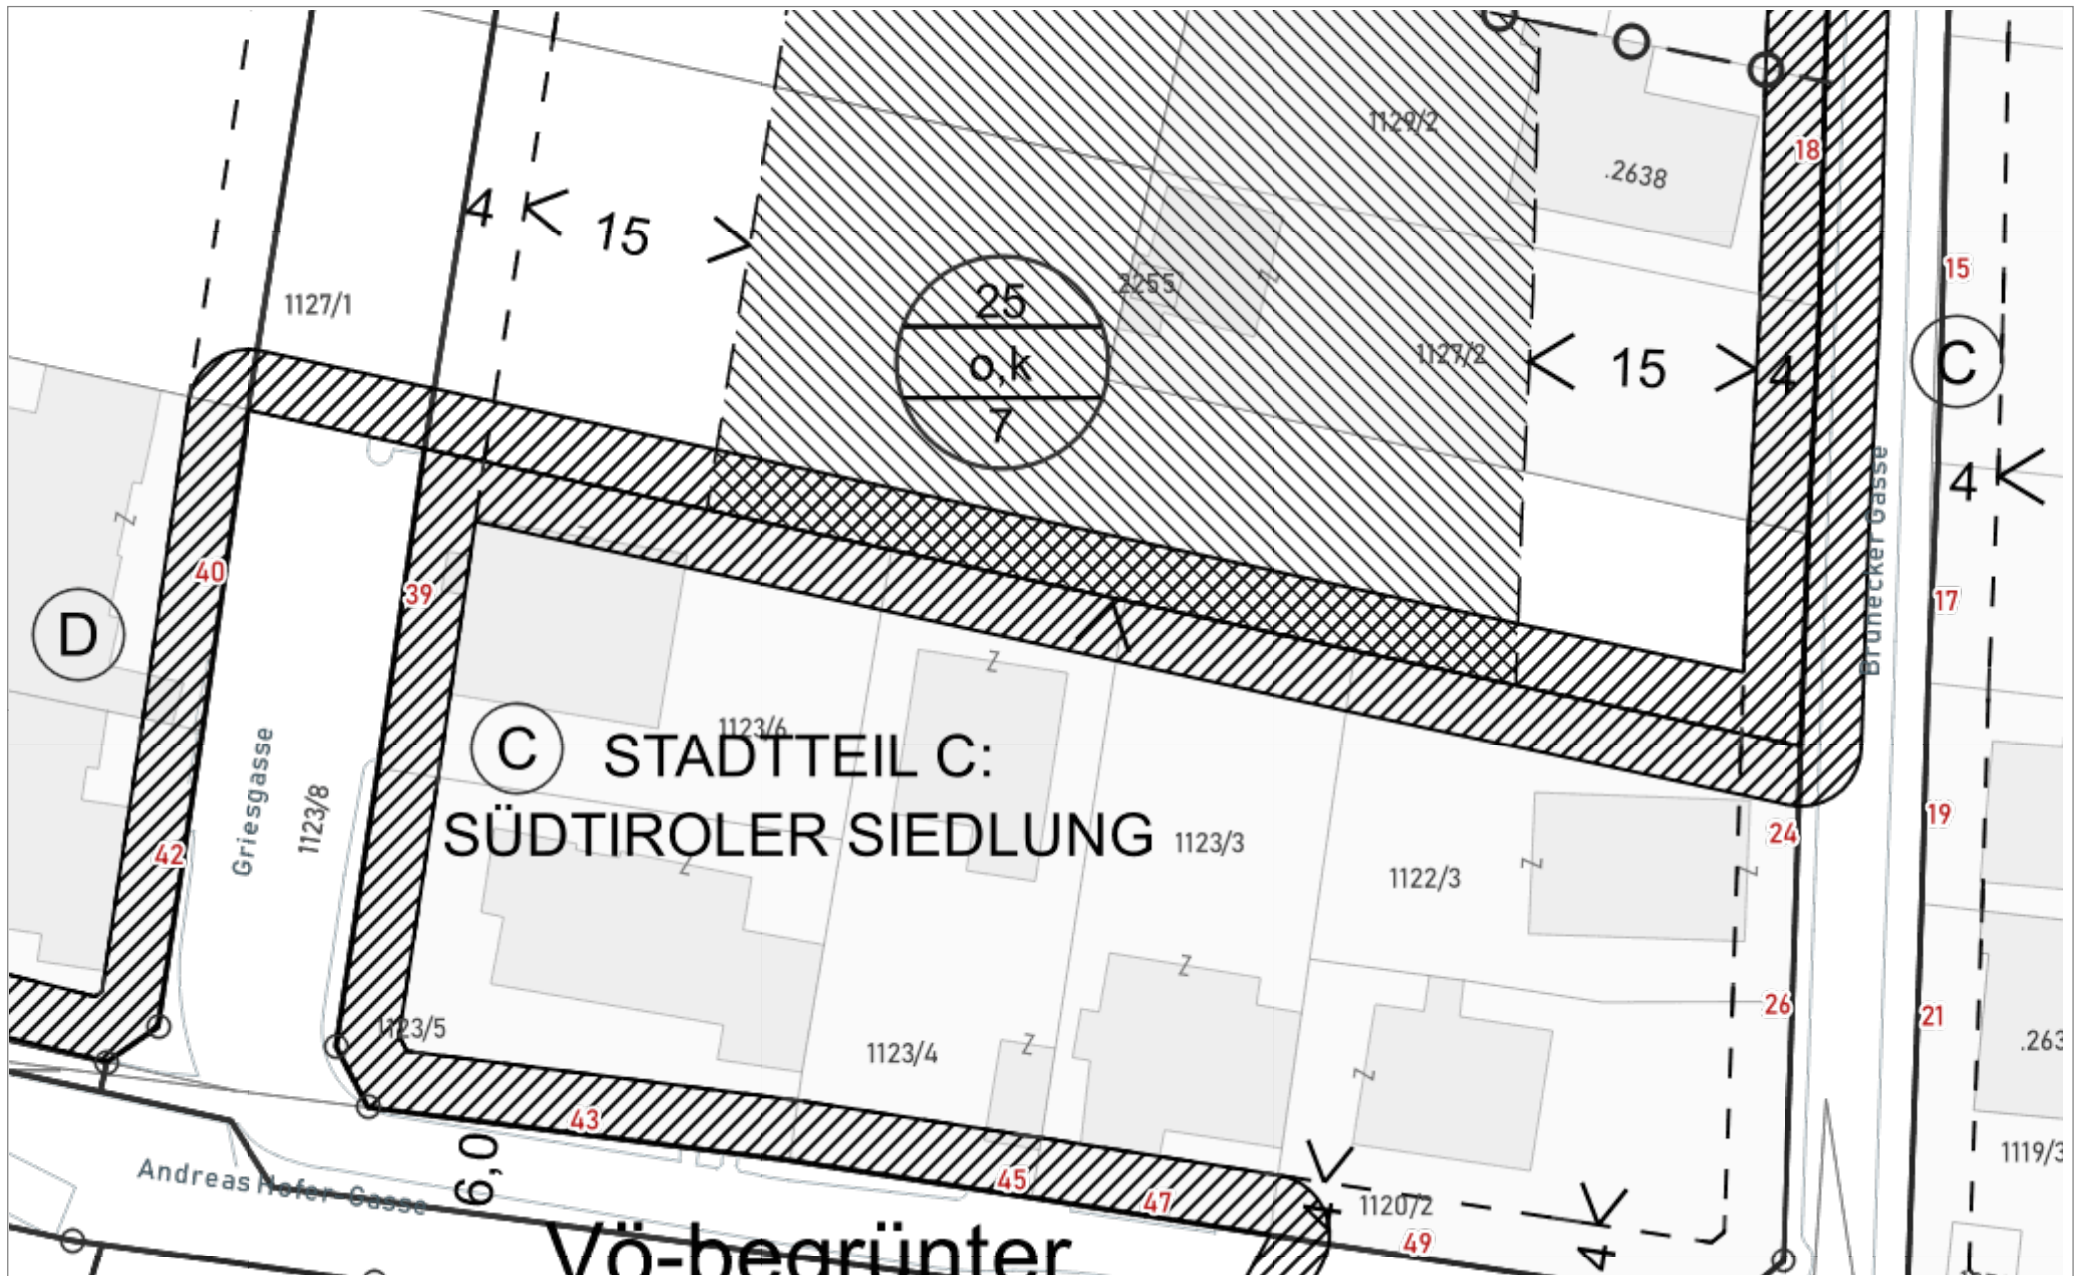 1129/2
18
.2638
4
15
15
2255
25
o,k
7
1127/1
1127/2
15
4
C
Brunecker Gasse
4
40
39
17
D
1123/6
C STADTTEIL C:
SÜDTIROLER SIEDLUNG
Griesgasse
1123/8
42
1123/3
1122/3
24
19
Z
Z
Z
Z
Z
Z
Z
Z
Z
26
21
1123/5
1123/4
.263
43
6,0
45
47
1119/3
Andreas Hofer-Gasse
4
1120/2
49
4
Vö-begrünter